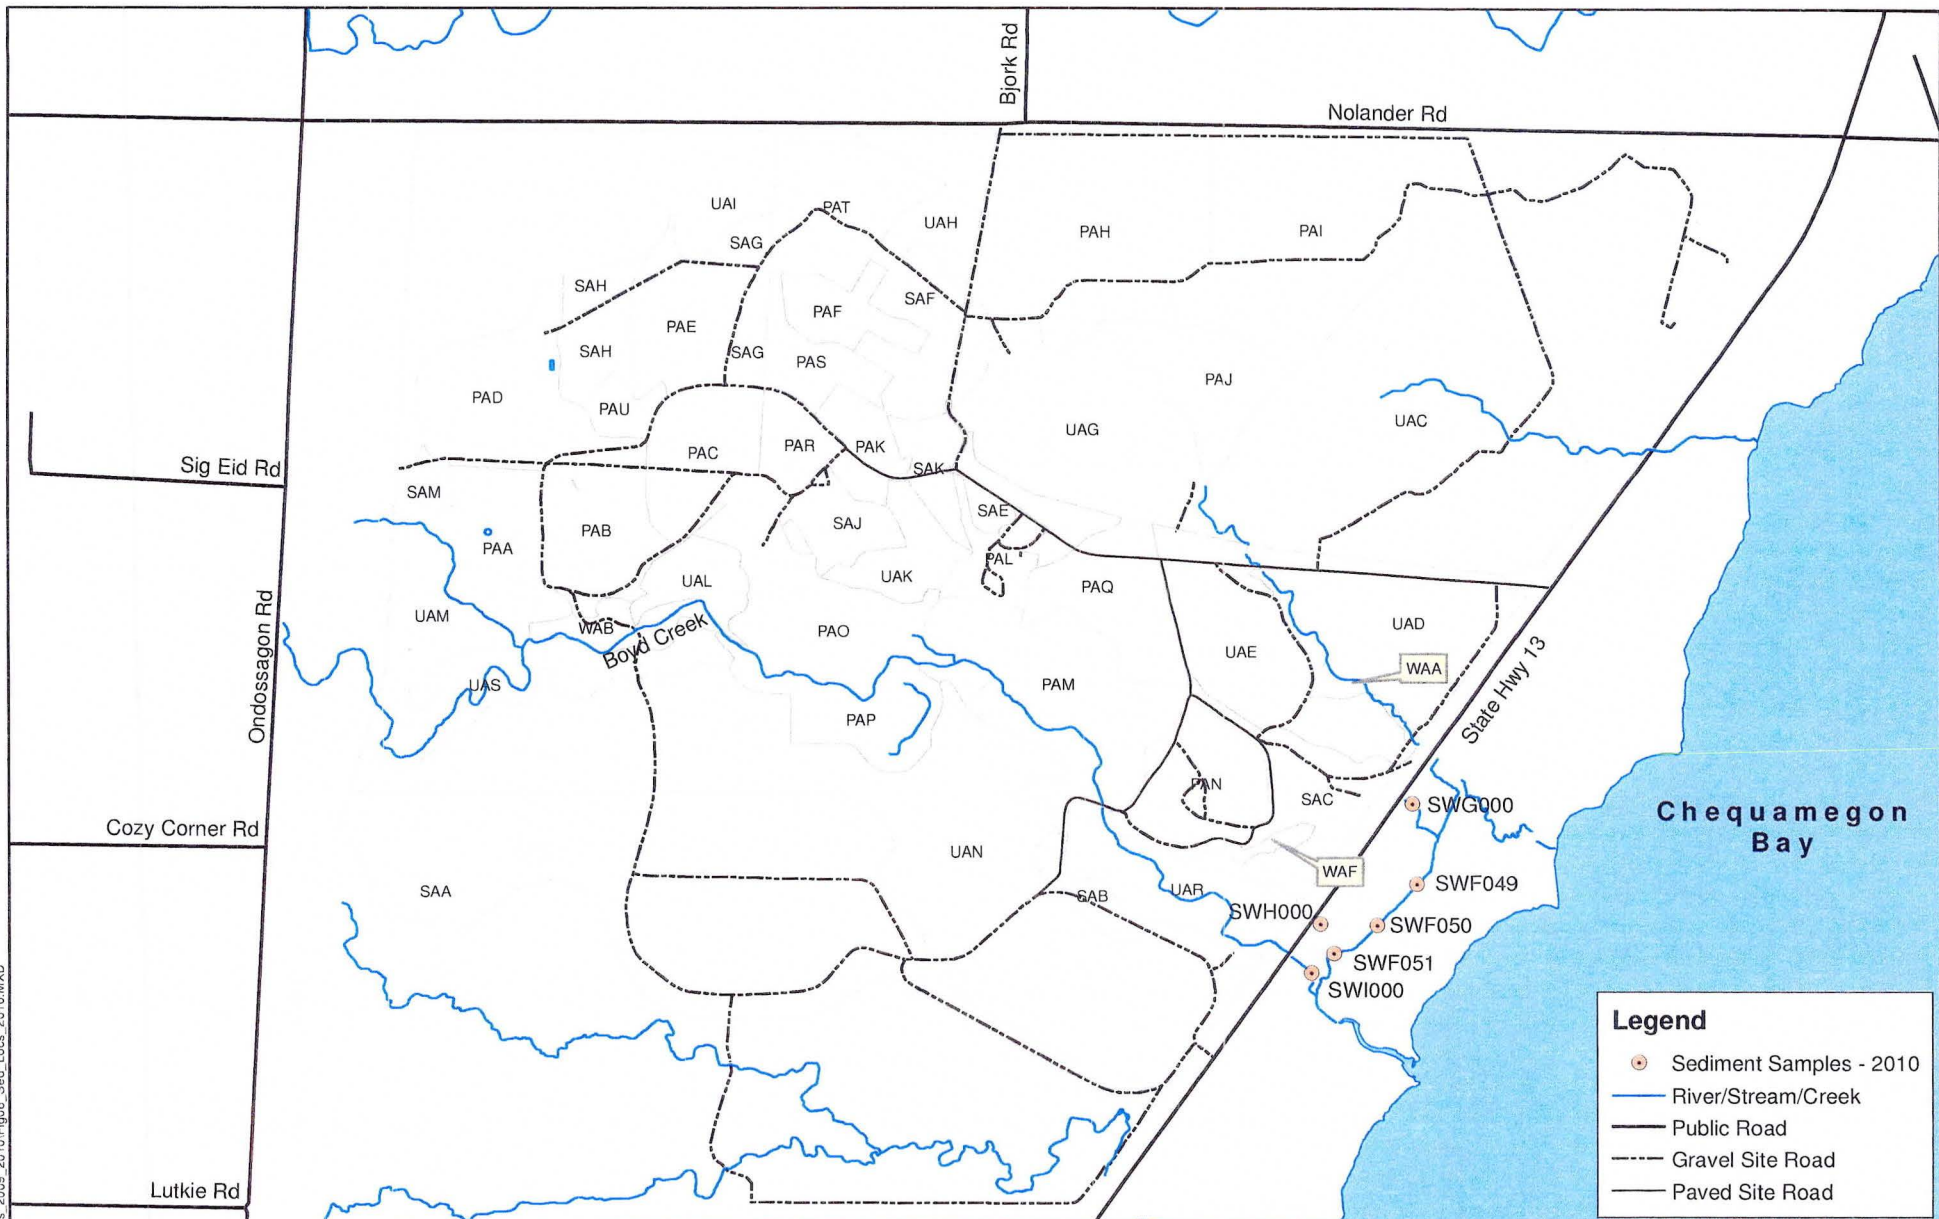 Bjork Rd
Nolander Rd
UAI
PAT
UAH
PAH
PAI
SAG
SAH
SAF
PAF
PAE
SAH
SAG
PAS
PAJ
PAD
PAU
UAG
UAC
PAC
PAR
PAK
SAK
Sig Eid Rd
SAM
SAE
PAB
SAJ
PAA
PAL
UAL
UAK
PAQ
Ondossagon Rd
UAM
WAB
Boyd Creek
PAO
UAD
UAE
WAA
UAS
PAM
State Hwy 13
PAP
PAN
SAC
SWG000
Chequamegon
Bay
Cozy Corner Rd
UAN
WAF
SAA
SAB
UAR
SWF049
SWH000
SWF050
SWF051
SWI000
Legend
Sediment Samples - 2010
River/Stream/Creek
Public Road
Gravel Site Road
Paved Site Road
Lutkie Rd